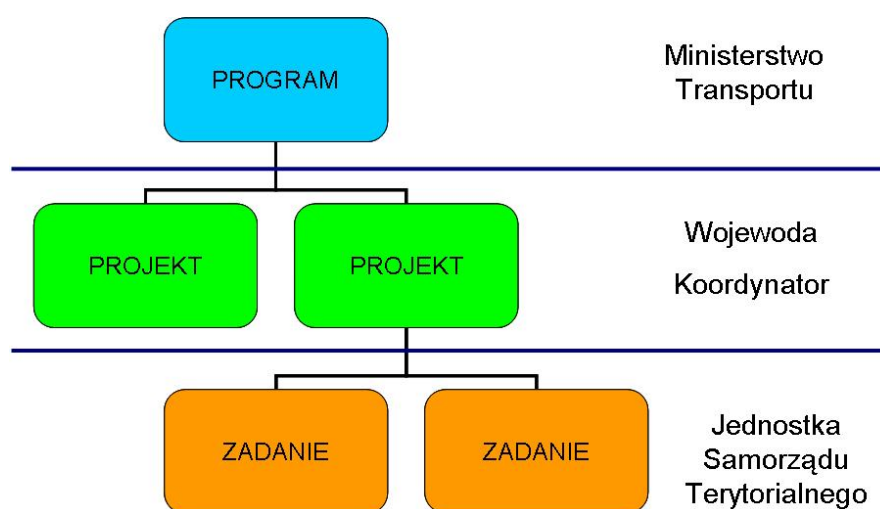 PROGRAM
Ministerstwo
Transportu
PROJEKT
PROJEKT
Wojewoda
Koordynator
ZADANIE
ZADANIE
Jednostka
Samorządu
Terytorialnego